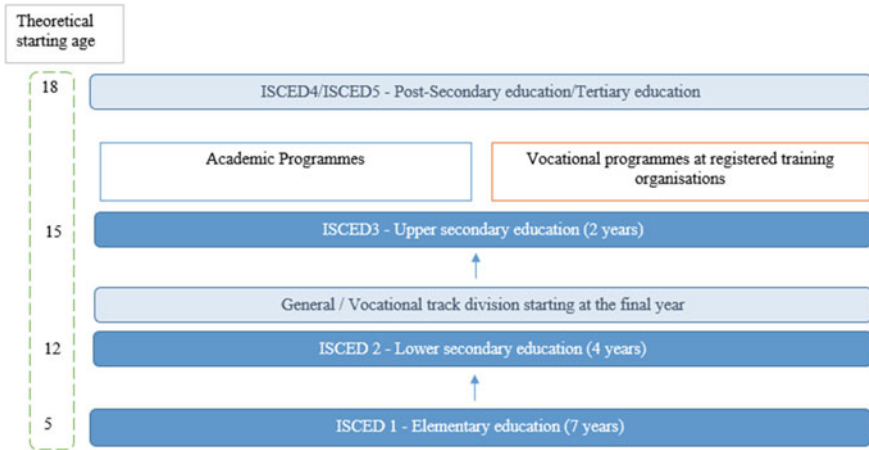 Theoretical
starting age
18
ISCED4/ISCED5 - Post-Secondary education/Tertiary education
Academic Programmes
Vocational programmes at registered training
organisations
15
ISCED3 - Upper secondary education (2 years)
General / Vocational track division starting at the final year
12
ISCED 2 - Lower secondary education (4 years)
5
ISCED 1 - Elementary education (7 years)